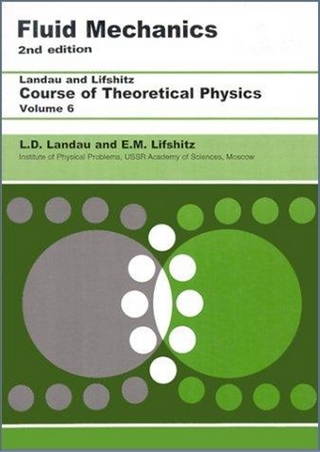 Fluid Mechanics
2nd edition
Landau and Lifshitz
Course of Theoretical Physics
Volume 6
L.D. Landau and E.M. Lifshitz
Institute of Physical Problems, USSR Academy of Sciences, Moscow